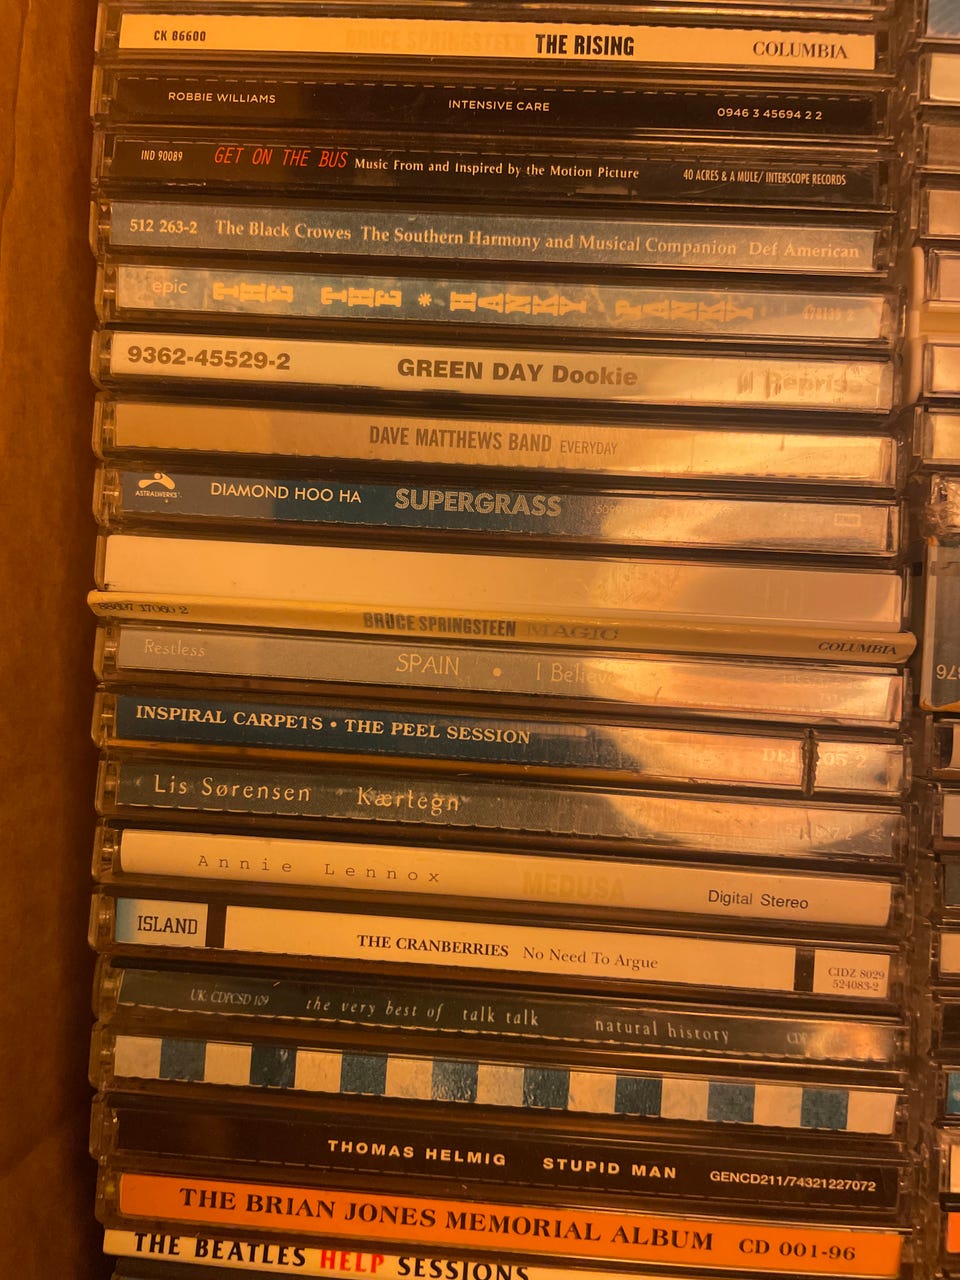 CK 86600 BRUCE SPRINGSTEEN THE RISING COLUMBIA
ROBBIE WILLIAMS INTENSIVE CARE 0946 3 45694 2 2
IND 90089 GET ON THE BUS Music From and Inspired by the Motion Picture 40 ACRES & A MULE/ INTERSCOPE RECORDS
512 263-2 The Black Crowes The Southern Harmony and Musical Companion Def American
epic THE THE * HANKY PANKY 478139 2
9362-45529-2 GREEN DAY Dookie Reprise
DAVE MATTHEWS BAND EVERYDAY
ASTRALWERKS DIAMOND HOO HA SUPERGRASS
88697 17060 2 BRUCE SPRINGSTEEN MAGIC COLUMBIA
Restless SPAIN • I Believe
INSPIRAL CARPETS • THE PEEL SESSION
Lis Sørensen Kærtegn
Annie Lennox MEDUSA Digital Stereo
ISLAND THE CRANBERRIES No Need To Argue CIDZ 8029
524083-2
UK: CDPCSD 109 the very best of talk talk natural history
THOMAS HELMIG STUPID MAN GENCD211/74321227072
THE BRIAN JONES MEMORIAL ALBUM CD 001-96
THE BEATLES HELP SESSIONS